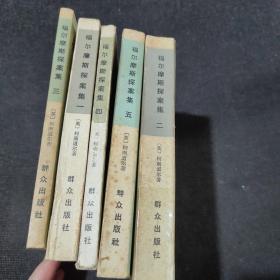 福尔摩斯探案集 三
(英) 柯南道尔
群众出版社
福尔摩斯探案集 一
(英) 柯南道尔著
群众出版社
福尔摩斯探案集 四
(英) 柯南道尔著
群众出版社
福尔摩斯探案集 五
(英) 柯南道尔著
群众出版社
福尔摩斯探案集 二
(英) 柯南道尔著
群众出版社